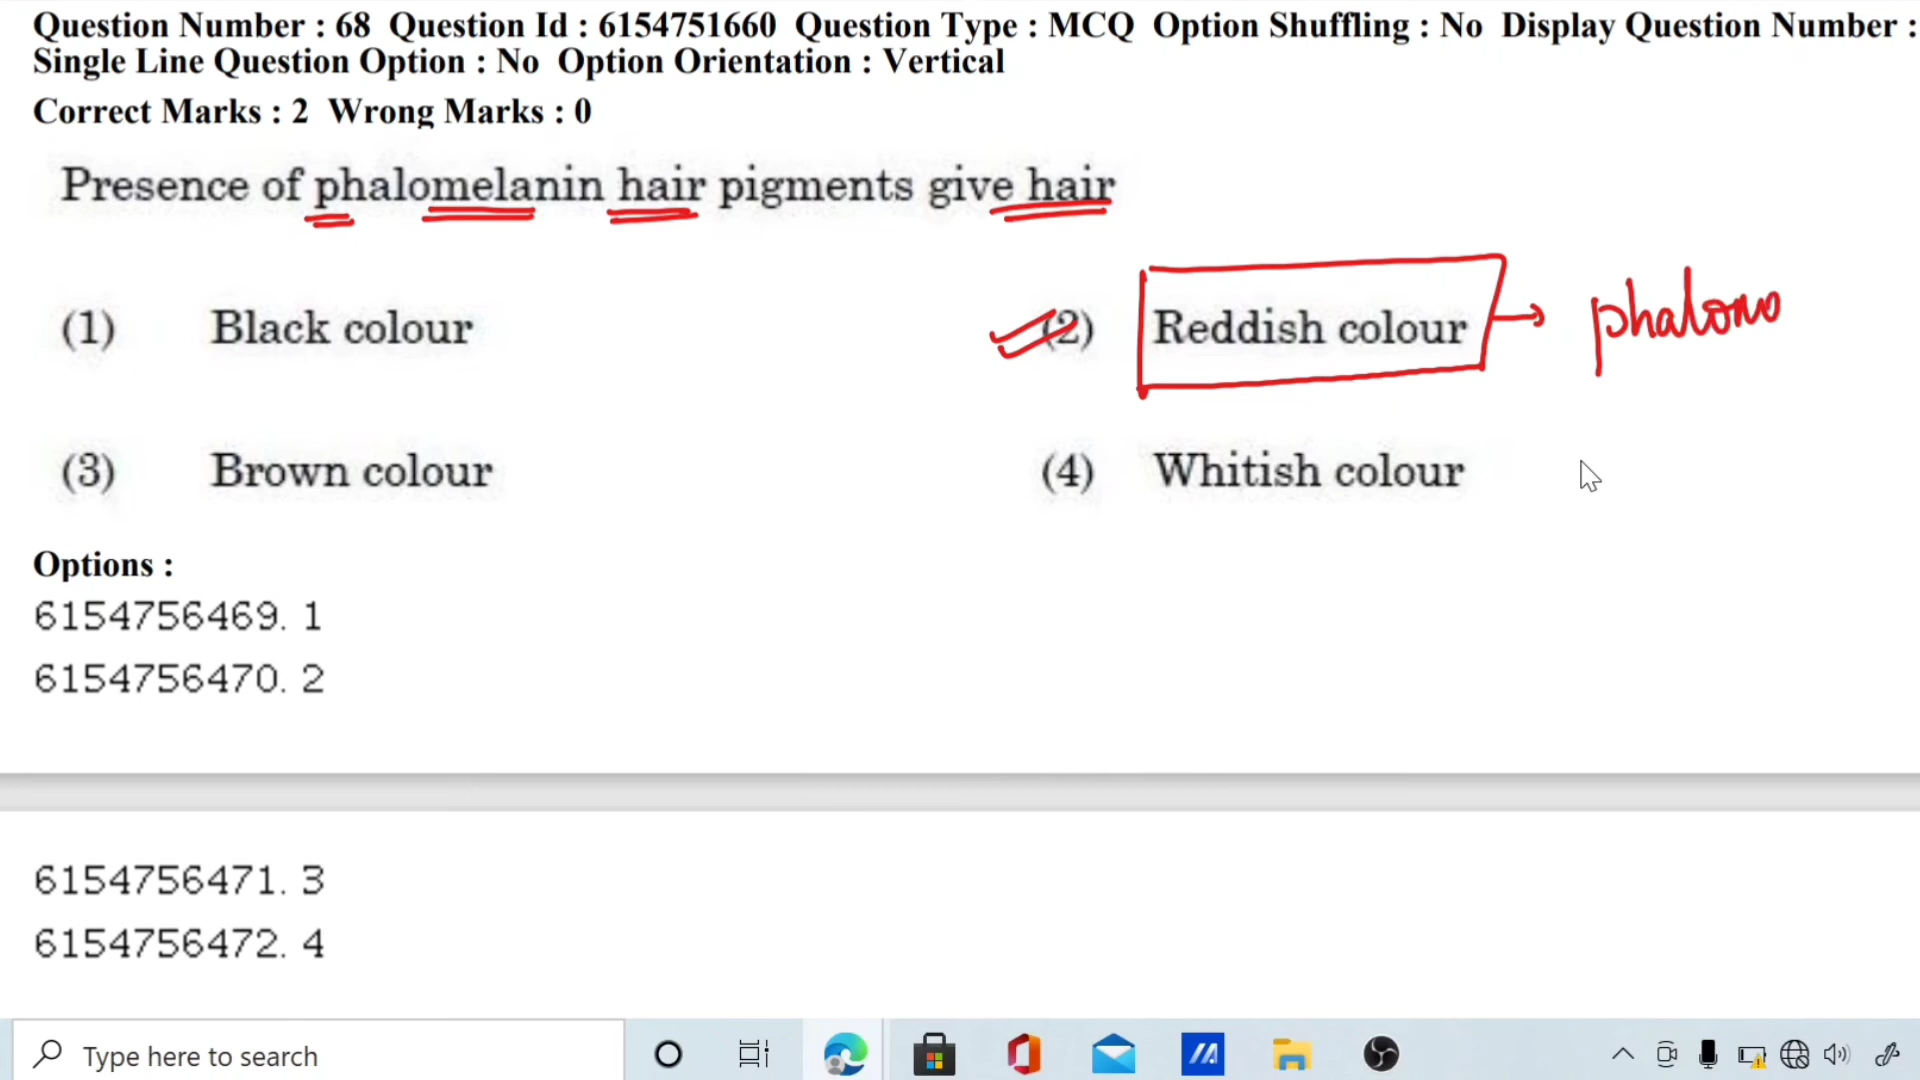 Question Number : 68 Question Id : 6154751660 Question Type : MCQ Option Shuffling : No Display Question Number :
Single Line Question Option : No Option Orientation : Vertical
Correct Marks : 2 Wrong Marks : 0
Presence of phalomelanin hair pigments give hair
(1) Black colour (2) Reddish colour → phalomo
(3) Brown colour (4) Whitish colour
Options :
6154756469. 1
6154756470. 2
6154756471. 3
6154756472. 4
Type here to search